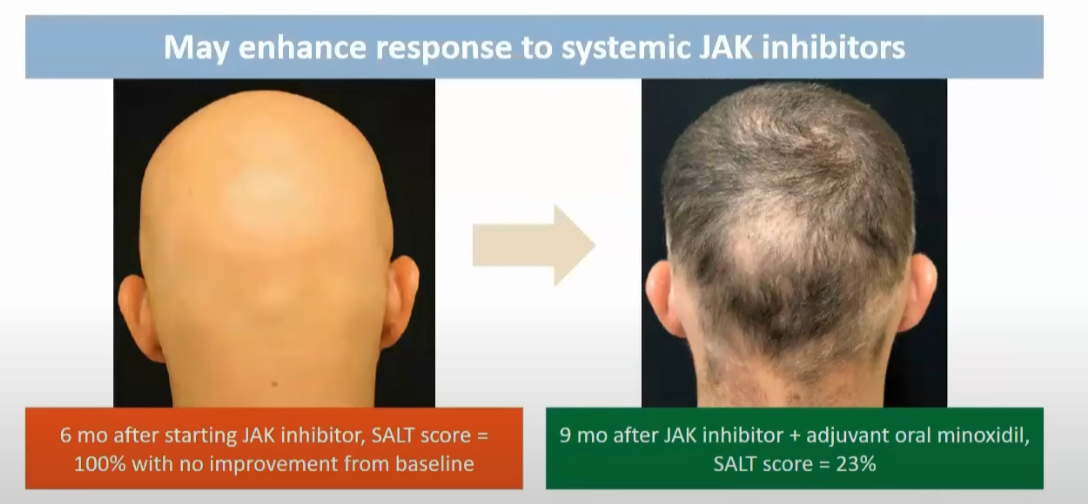 May enhance response to systemic JAK inhibitors
6 mo after starting JAK inhibitor, SALT score =
100% with no improvement from baseline
9 mo after JAK inhibitor + adjuvant oral minoxidil,
SALT score = 23%